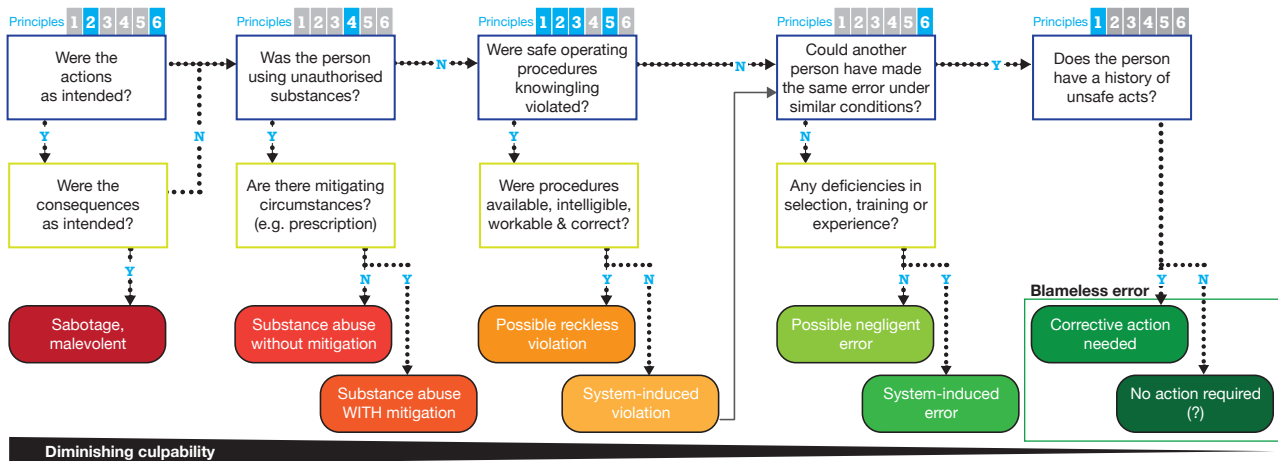 Principles 1 2 3 4 5 6
Were the
actions
as intended?
Y
N
Were the
consequences
as intended?
Y
Sabotage,
malevolent
Principles 1 2 3 4 5 6
Was the person
using unauthorised
substances?
N
Y
Are there mitigating
circumstances?
(e.g. prescription)
N
Y
Substance abuse
without mitigation
Substance abuse
WITH mitigation
Principles 1 2 3 4 5 6
Were safe operating
procedures
knowingling
violated?
N
Y
Were procedures
available, intelligible,
workable & correct?
Y
N
Possible reckless
violation
System-induced
violation
Principles 1 2 3 4 5 6
Could another
person have made
the same error under
similar conditions?
Y
N
Any deficiencies in
selection, training or
experience?
N
Y
Possible negligent
error
System-induced
error
Principles 1 2 3 4 5 6
Does the person
have a history of
unsafe acts?
Y
N
Blameless error
Corrective action
needed
No action required
(?)
Diminishing culpability